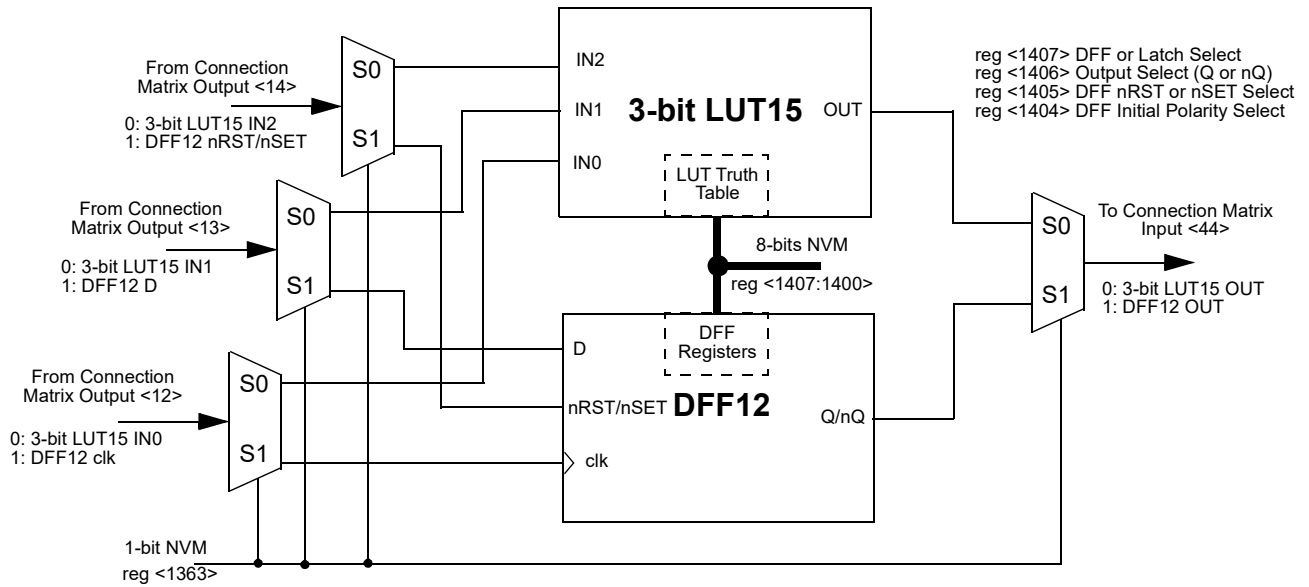 From Connection
Matrix Output <14>
0: 3-bit LUT15 IN2
1: DFF12 nRST/nSET
S0
S1
From Connection
Matrix Output <13>
0: 3-bit LUT15 IN1
1: DFF12 D
S0
S1
From Connection
Matrix Output <12>
0: 3-bit LUT15 IN0
1: DFF12 clk
S0
S1
1-bit NVM
reg <1363>
IN2
IN1
IN0
3-bit LUT15
OUT
LUT Truth
Table
8-bits NVM
reg <1407:1400>
DFF
Registers
D
nRST/nSET
DFF12
Q/nQ
clk
reg <1407> DFF or Latch Select
reg <1406> Output Select (Q or nQ)
reg <1405> DFF nRST or nSET Select
reg <1404> DFF Initial Polarity Select
S0
S1
To Connection Matrix
Input <44>
0: 3-bit LUT15 OUT
1: DFF12 OUT